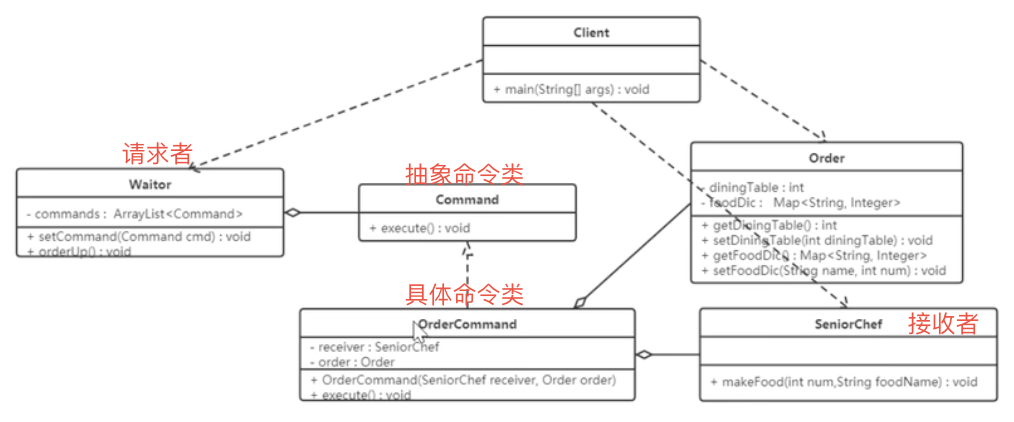 Client
+ main(String[] args) : void
请求者
Waitor
- commands : ArrayList<Command>
+ setCommand(Command cmd) : void
+ orderUp() : void
抽象命令类
Command
+ execute() : void
Order
- diningTable : int
- foodDic : Map<String, Integer>
+ getDiningTable() : int
+ setDiningTable(int diningTable) : void
+ getFoodDic() : Map<String, Integer>
+ setFoodDic(String name, int num) : void
具体命令类
OrderCommand
- receiver : SeniorChef
- order : Order
+ OrderCommand(SeniorChef receiver, Order order)
+ execute() : void
SeniorChef 接收者
+ makeFood(int num,String foodName) : void